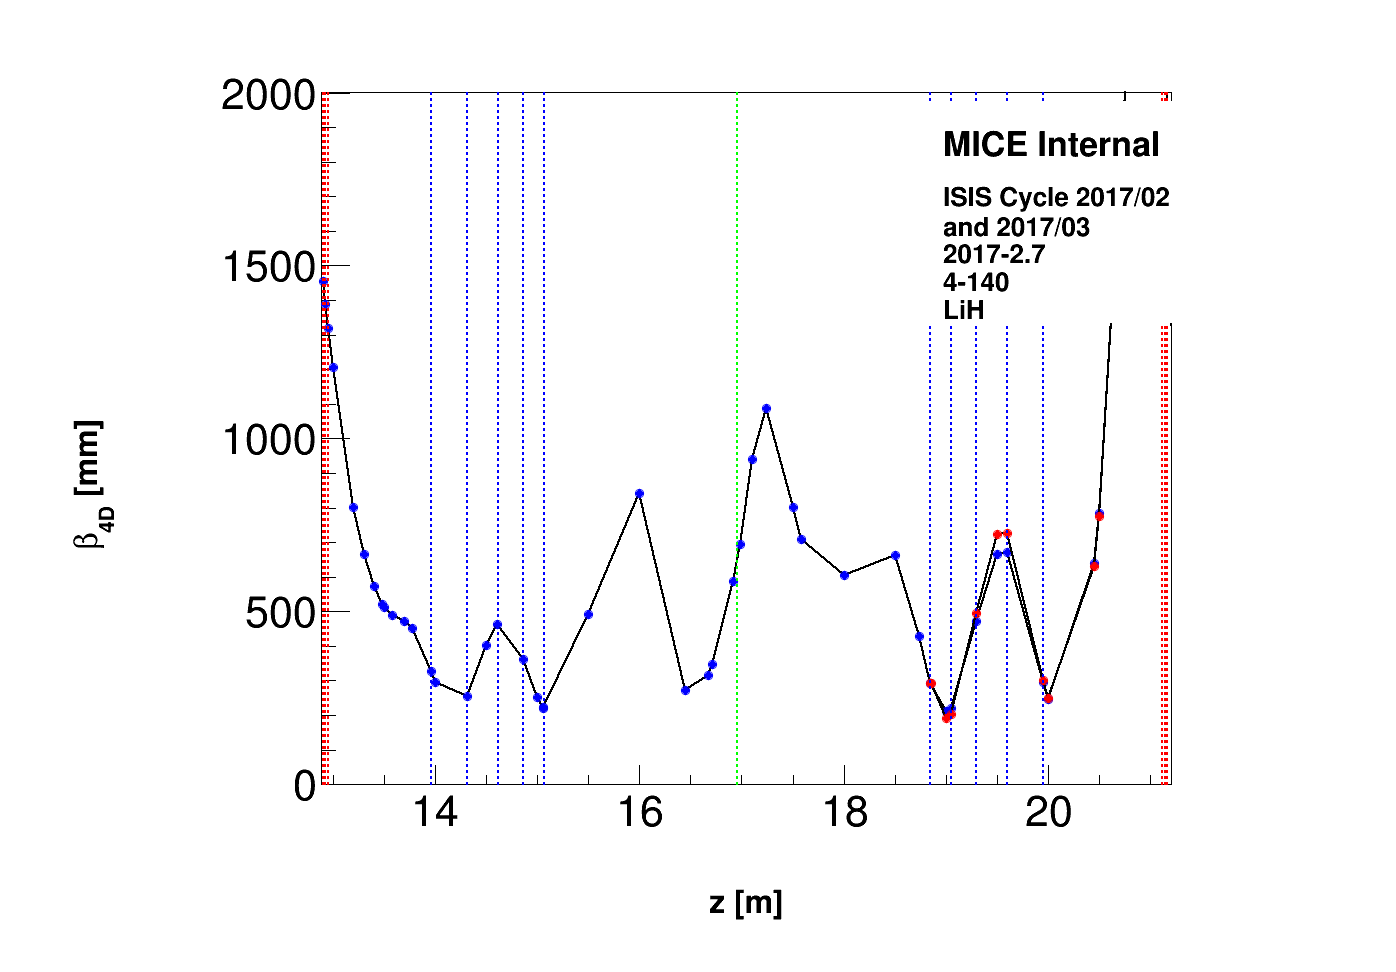 2000
1500
1000
500
0
14 16 18 20
β4D [mm]
z [m]
MICE Internal
ISIS Cycle 2017/02
and 2017/03
2017-2.7
4-140
LiH